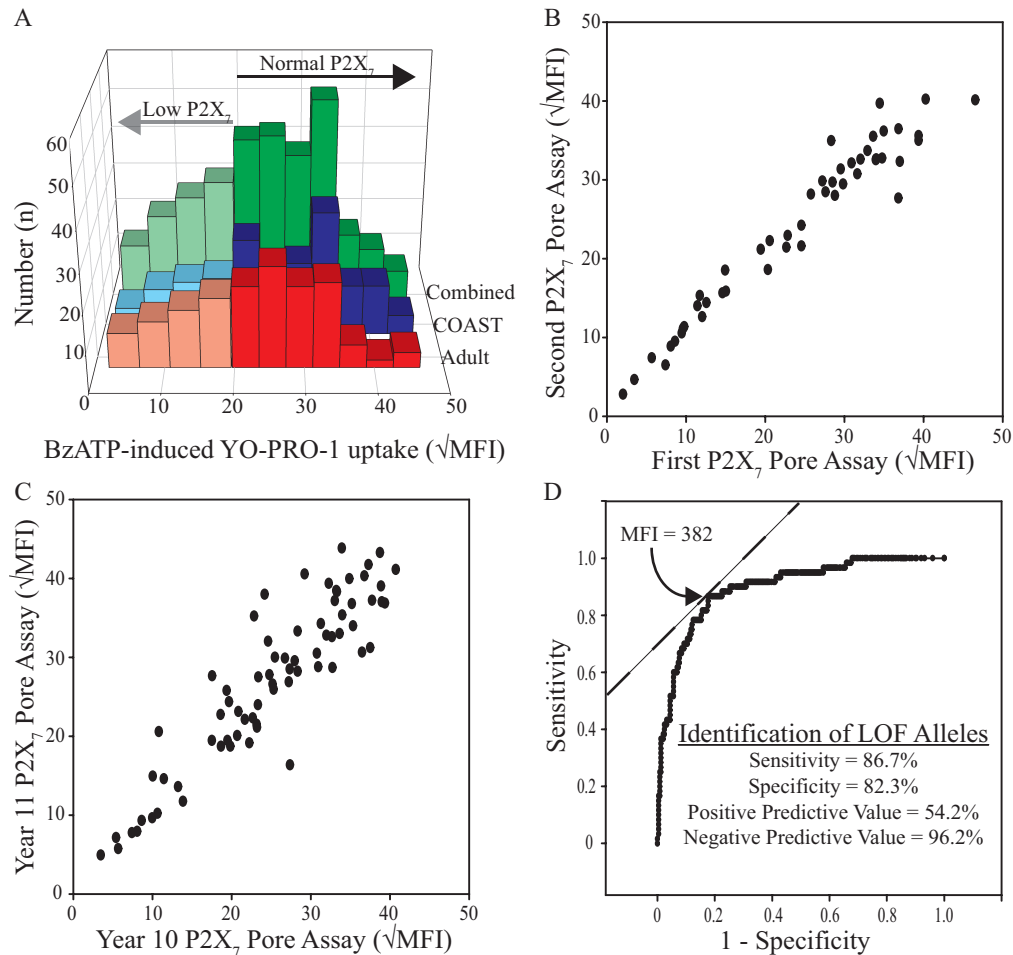 A
Normal P2X7
Low P2X7
60
50
40
30
20
10
Number (n)
Combined
COAST
Adult
0
10
20
30
40
50
BzATP-induced YO-PRO-1 uptake (√MFI)
B
50
40
30
20
10
0
Second P2X7 Pore Assay (√MFI)
0
10
20
30
40
50
First P2X7 Pore Assay (√MFI)
C
50
40
30
20
10
0
Year 11 P2X7 Pore Assay (√MFI)
0
10
20
30
40
50
Year 10 P2X7 Pore Assay (√MFI)
D
MFI = 382
1.0
0.8
0.6
0.4
0.2
0
Sensitivity
Identification of LOF Alleles
Sensitivity = 86.7%
Specificity = 82.3%
Positive Predictive Value = 54.2%
Negative Predictive Value = 96.2%
0
0.2
0.4
0.6
0.8
1.0
1 - Specificity